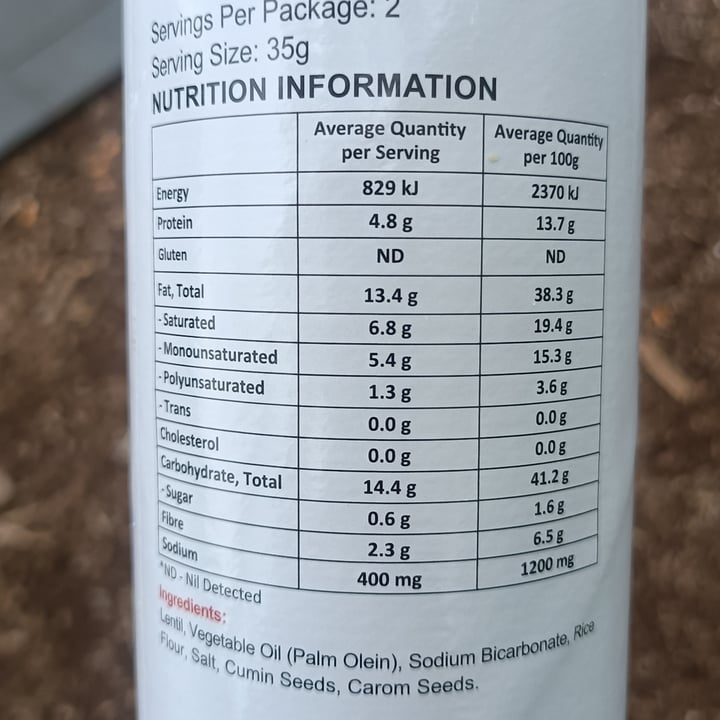 Servings Per Package: 2
Serving Size: 35g
NUTRITION INFORMATION
Average Quantity per Serving Average Quantity per 100g
Energy 829 kJ 2370 kJ
Protein 4.8 g 13.7 g
Gluten ND ND
Fat, Total 13.4 g 38.3 g
- Saturated 6.8 g 19.4 g
- Monounsaturated 5.4 g 15.3 g
- Polyunsaturated 1.3 g 3.6 g
- Trans 0.0 g 0.0 g
Cholesterol 0.0 g 0.0 g
Carbohydrate, Total 14.4 g 41.2 g
- Sugar 0.6 g 1.6 g
Fibre 2.3 g 6.5 g
Sodium 400 mg 1200 mg
*ND - Nil Detected
Ingredients:
Lentil, Vegetable Oil (Palm Olein), Sodium Bicarbonate, Rice
Flour, Salt, Cumin Seeds, Carom Seeds.